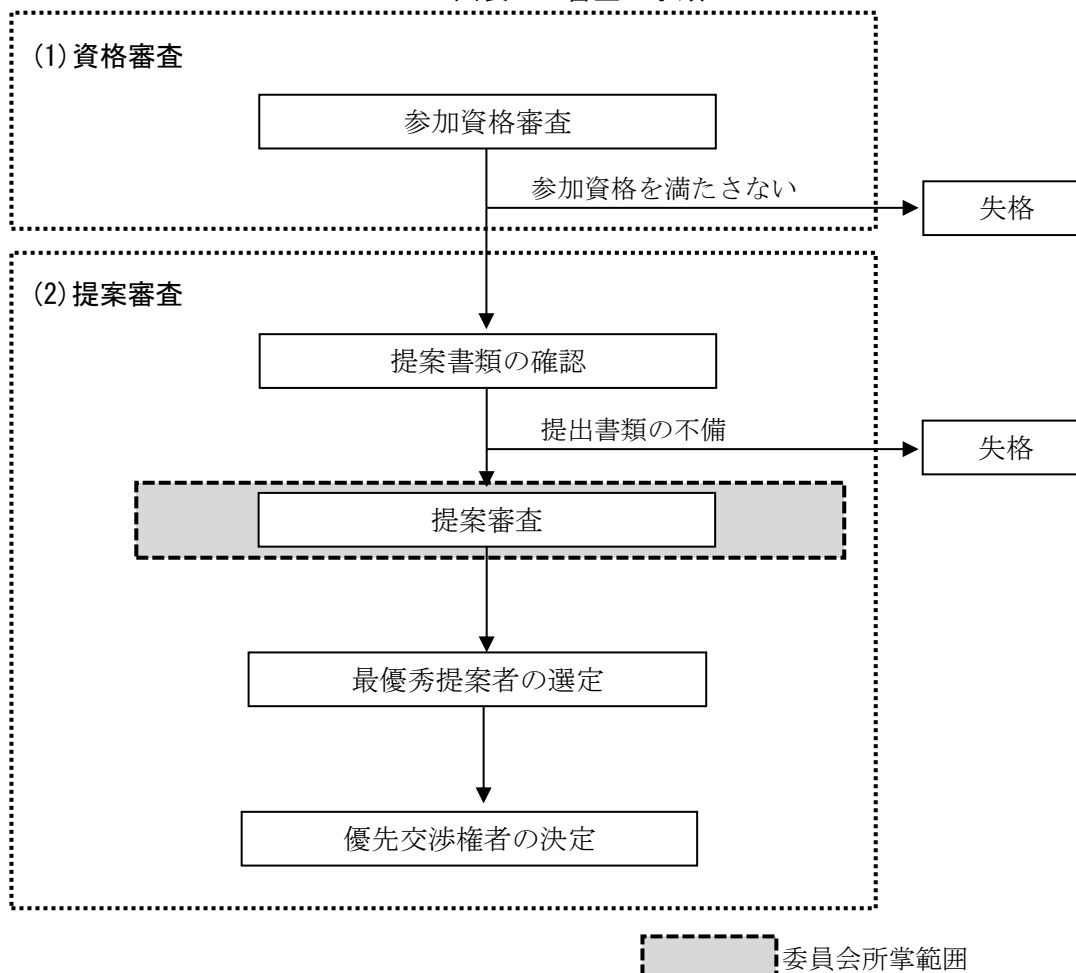 (1)資格審査
参加資格審査
参加資格を満たさない
失格
(2)提案審査
提案書類の確認
提出書類の不備
失格
提案審査
最優秀提案者の選定
優先交渉権者の決定
委員会所掌範囲